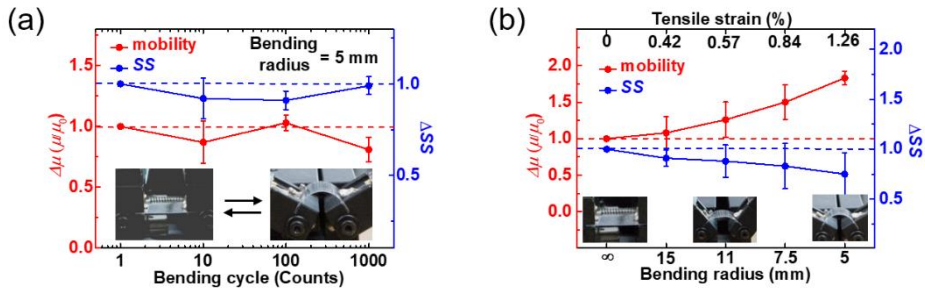 (a)
mobility
SS
Bending
radius = 5 mm
2.0
1.5
1.0
0.5
0.0
Δμ (μ/μ0)
1.0
0.5
ΔSS
1 10 100 1000
Bending cycle (Counts)
(b)
Tensile strain (%)
0 0.42 0.57 0.84 1.26
mobility
SS
2.0
1.5
1.0
0.5
0.0
Δμ (μ/μ0)
2.0
1.5
1.0
0.5
ΔSS
∞ 15 11 7.5 5
Bending radius (mm)